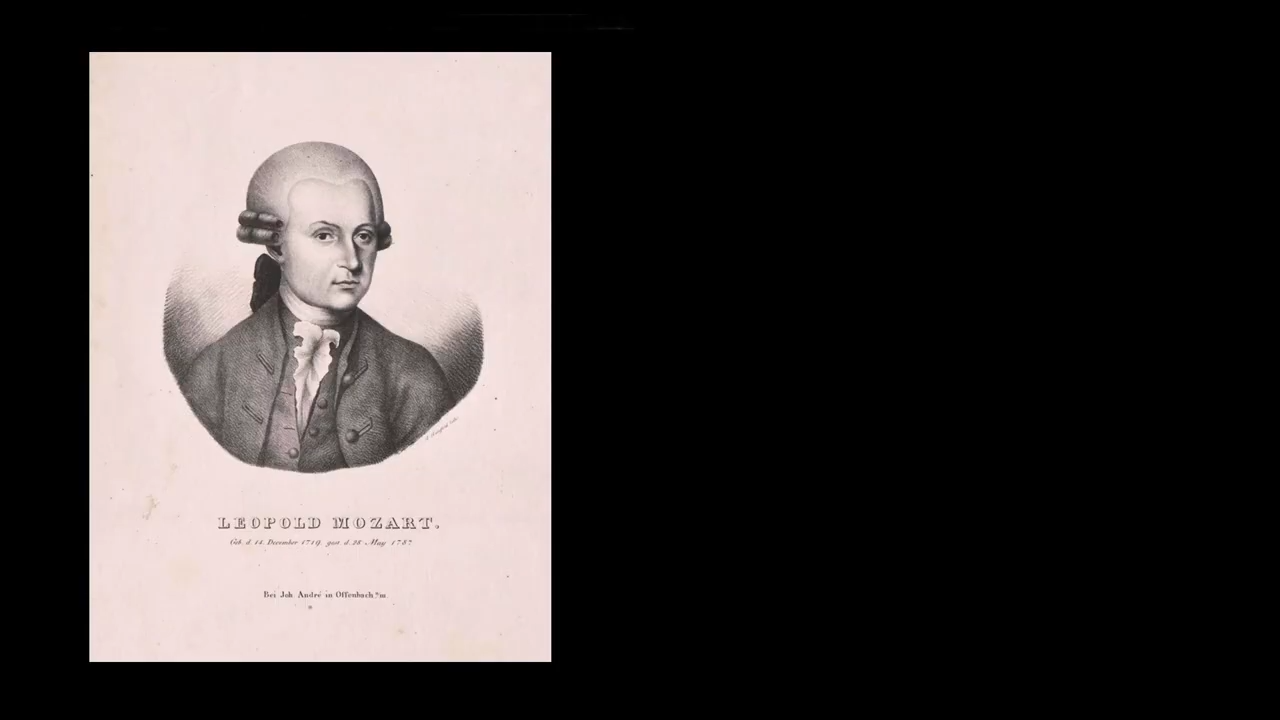 LEOPOLD MOZART.
Geb. d. 14. December 1719. gest. d. 28. May 1787
Bei Joh André in Offenbach a/m.